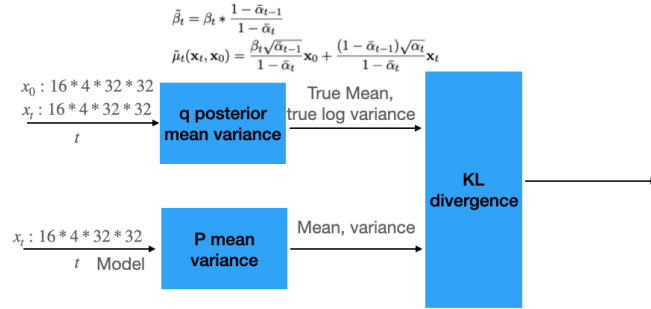 β̃_t = β_t * (1 − ᾱ_{t−1}) / (1 − ᾱ_t)
μ̃_t(x_t, x_0) = (β_t √ᾱ_{t−1}) / (1 − ᾱ_t) x_0 + ((1 − ᾱ_{t−1}) √α_t) / (1 − ᾱ_t) x_t
x_0 : 16 * 4 * 32 * 32
x_t : 16 * 4 * 32 * 32
t
q posterior
mean variance
True Mean,
true log variance
KL
divergence
x_t : 16 * 4 * 32 * 32
t Model
P mean
variance
Mean, variance